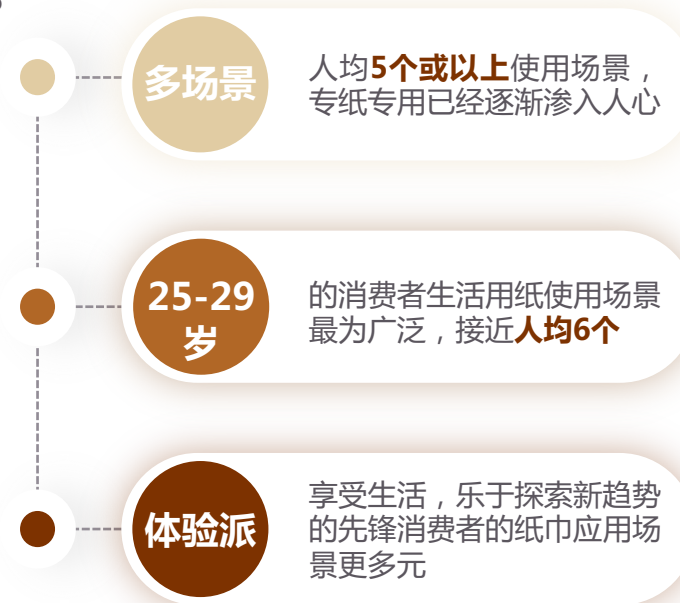 多场景
人均5个或以上使用场景，
专纸专用已经逐渐渗入人心
25-29
岁
的消费者生活用纸使用场景
最为广泛，接近人均6个
体验派
享受生活，乐于探索新趋势
的先锋消费者的纸巾应用场
景更多元